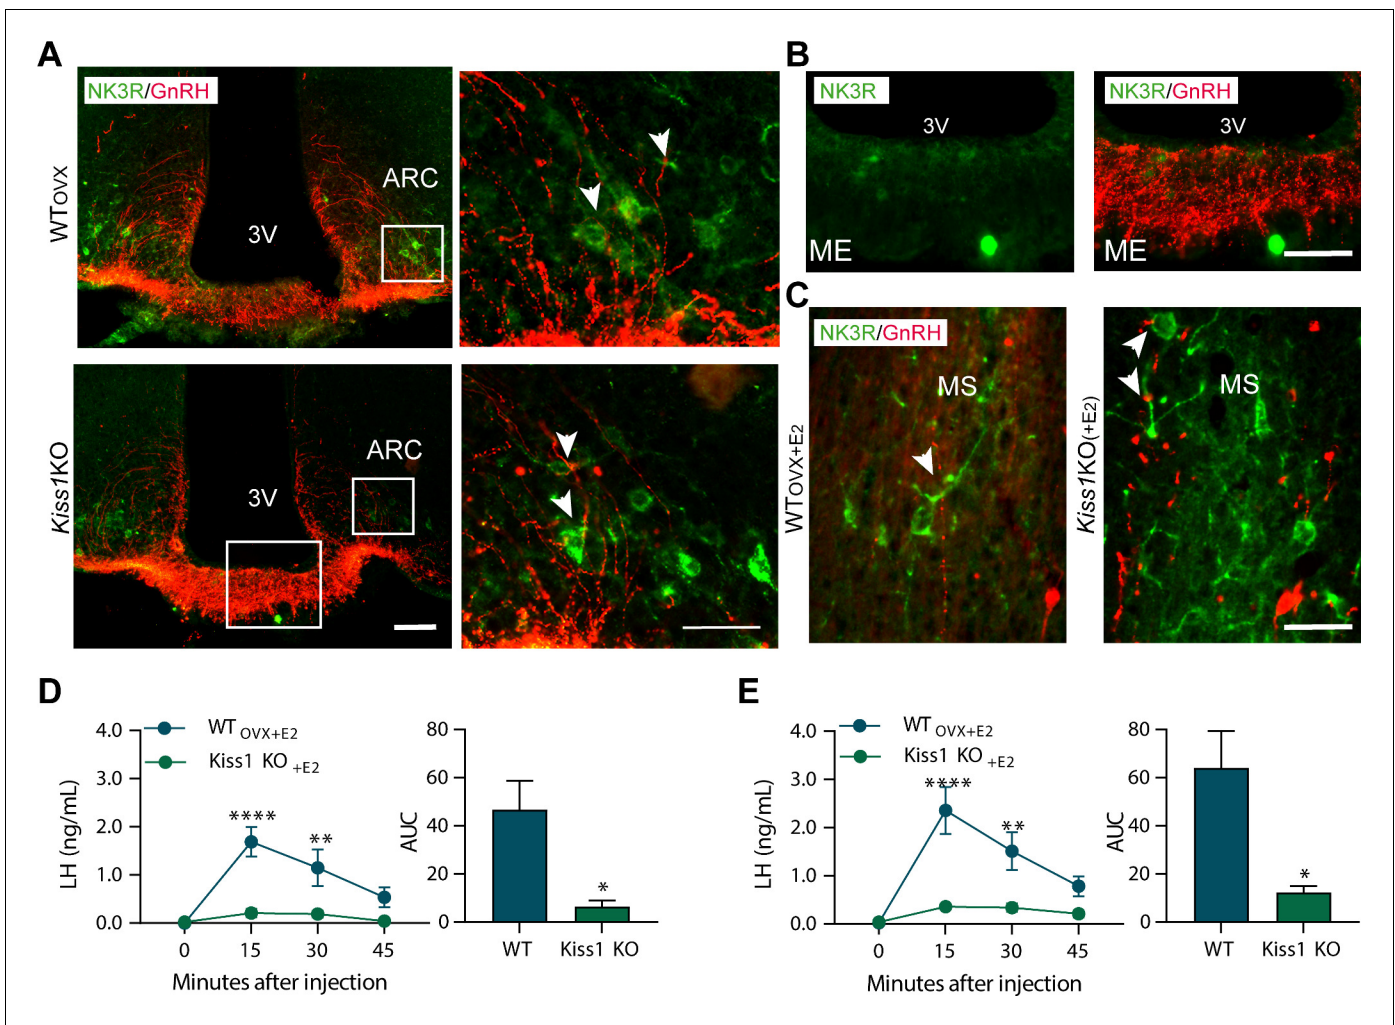 A
NK3R/GnRH
WTOVX
ARC
3V
Kiss1KO
ARC
3V
B
NK3R
3V
ME
NK3R/GnRH
3V
ME
C
NK3R/GnRH
WTOVX+E2
MS
Kiss1KO(+E2)
MS
D
WT OVX+E2
Kiss1 KO +E2
4.0
3.0
2.0
1.0
0.0
LH (ng/mL)
****
**
0 15 30 45
Minutes after injection
80
60
40
20
0
AUC
*
WT Kiss1 KO
E
WT OVX+E2
Kiss1 KO +E2
4.0
3.0
2.0
1.0
0.0
LH (ng/mL)
****
**
0 15 30 45
Minutes after injection
80
60
40
20
0
AUC
*
WT Kiss1 KO